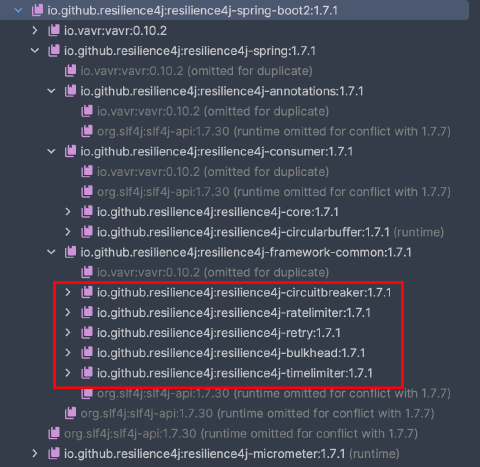 io.github.resilience4j:resilience4j-spring-boot2:1.7.1
io.vavr:vavr:0.10.2
io.github.resilience4j:resilience4j-spring:1.7.1
io.vavr:vavr:0.10.2 (omitted for duplicate)
io.github.resilience4j:resilience4j-annotations:1.7.1
io.vavr:vavr:0.10.2 (omitted for duplicate)
org.slf4j:slf4j-api:1.7.30 (runtime omitted for conflict with 1.7.7)
io.github.resilience4j:resilience4j-consumer:1.7.1
io.vavr:vavr:0.10.2 (omitted for duplicate)
org.slf4j:slf4j-api:1.7.30 (runtime omitted for conflict with 1.7.7)
io.github.resilience4j:resilience4j-core:1.7.1
io.github.resilience4j:resilience4j-circularbuffer:1.7.1 (runtime)
io.github.resilience4j:resilience4j-framework-common:1.7.1
io.vavr:vavr:0.10.2 (omitted for duplicate)
io.github.resilience4j:resilience4j-circuitbreaker:1.7.1
io.github.resilience4j:resilience4j-ratelimiter:1.7.1
io.github.resilience4j:resilience4j-retry:1.7.1
io.github.resilience4j:resilience4j-bulkhead:1.7.1
io.github.resilience4j:resilience4j-timelimiter:1.7.1
org.slf4j:slf4j-api:1.7.30 (runtime omitted for conflict with 1.7.7)
org.slf4j:slf4j-api:1.7.30 (runtime omitted for conflict with 1.7.7)
org.slf4j:slf4j-api:1.7.30 (runtime omitted for conflict with 1.7.7)
io.github.resilience4j:resilience4j-micrometer:1.7.1 (runtime)